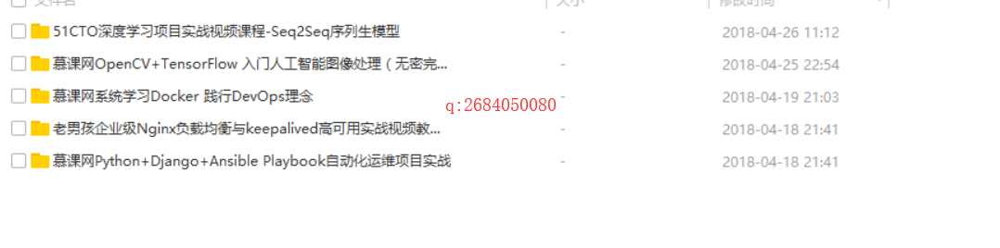 文件名 大小 修改时间
51CTO深度学习项目实战视频课程-Seq2Seq序列生模型 - 2018-04-26 11:12
慕课网OpenCV+TensorFlow 入门人工智能图像处理（无密完... - 2018-04-25 22:54
慕课网系统学习Docker 践行DevOps理念 - 2018-04-19 21:03
q:2684050080
老男孩企业级Nginx负载均衡与keepalived高可用实战视频教... - 2018-04-18 21:41
慕课网Python+Django+Ansible Playbook自动化运维项目实战 - 2018-04-18 21:41